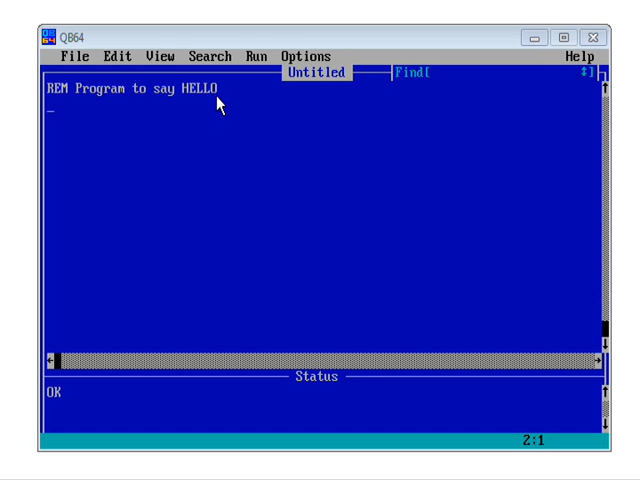 QB64
File Edit View Search Run Options Help
Untitled Find[ ]
REM Program to say HELLO
Status
OK
2:1